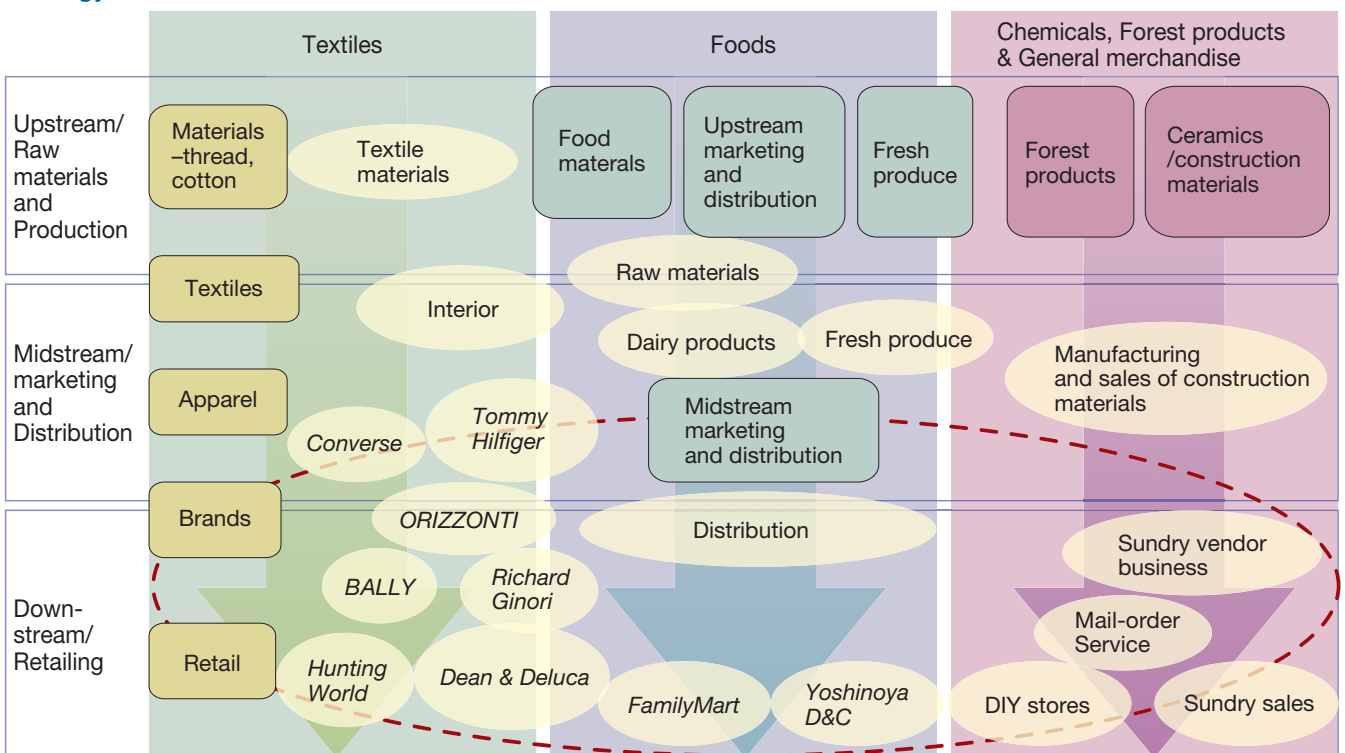 Textiles
Foods
Chemicals, Forest products
& General merchandise
Upstream/
Raw
materials
and
Production
Materials
–thread,
cotton
Textile
materials
Food
materals
Upstream
marketing
and
distribution
Fresh
produce
Forest
products
Ceramics
/construction
materials
Textiles
Interior
Raw materials
Dairy products
Fresh produce
Midstream/
marketing
and
Distribution
Manufacturing
and sales of construction
materials
Apparel
Converse
Tommy
Hilfiger
Midstream
marketing
and distribution
Brands
ORIZZONTI
Distribution
Sundry vendor
business
Down-
stream/
Retailing
BALLY
Richard
Ginori
Mail-order
Service
Retail
Hunting
World
Dean & Deluca
FamilyMart
Yoshinoya
D&C
DIY stores
Sundry sales